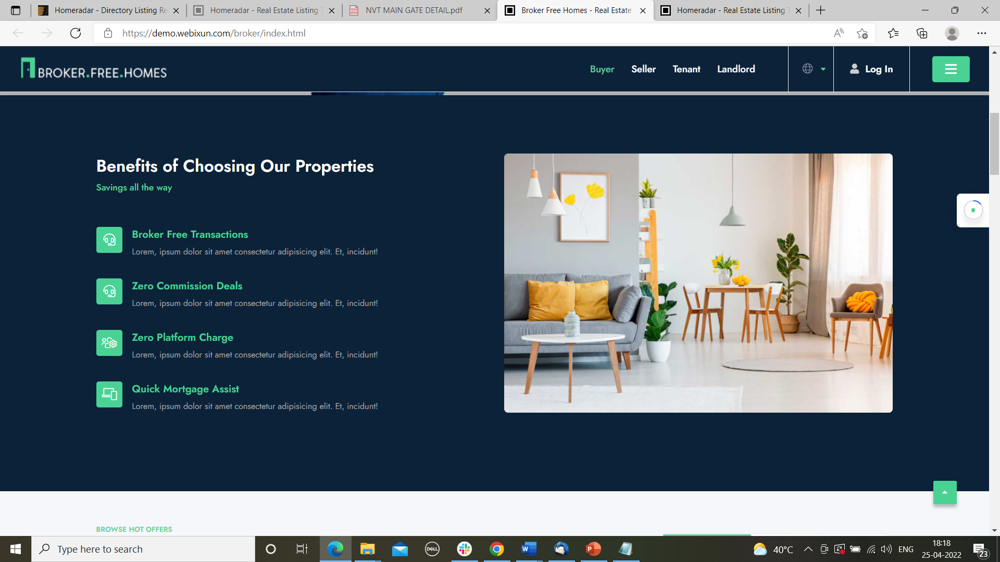 Homeradar - Directory Listing Re
Homeradar - Real Estate Listing T
NVT MAIN GATE DETAIL.pdf
Broker Free Homes - Real Estate
Homeradar - Real Estate Listing T
https://demo.webixun.com/broker/index.html
BROKER.FREE.HOMES
Buyer
Seller
Tenant
Landlord
Log In
Benefits of Choosing Our Properties
Savings all the way
Broker Free Transactions
Lorem, ipsum dolor sit amet consectetur adipisicing elit. Et, incidunt!
Zero Commission Deals
Lorem, ipsum dolor sit amet consectetur adipisicing elit. Et, incidunt!
Zero Platform Charge
Lorem, ipsum dolor sit amet consectetur adipisicing elit. Et, incidunt!
Quick Mortgage Assist
Lorem, ipsum dolor sit amet consectetur adipisicing elit. Et, incidunt!
BROWSE HOT OFFERS
Type here to search
DELL
40°C
ENG
18:18
25-04-2022
23